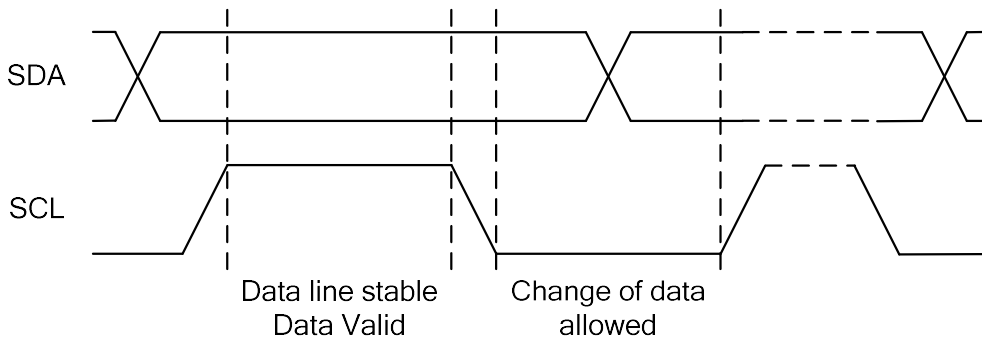 SDA
SCL
Data line stable
Data Valid
Change of data
allowed